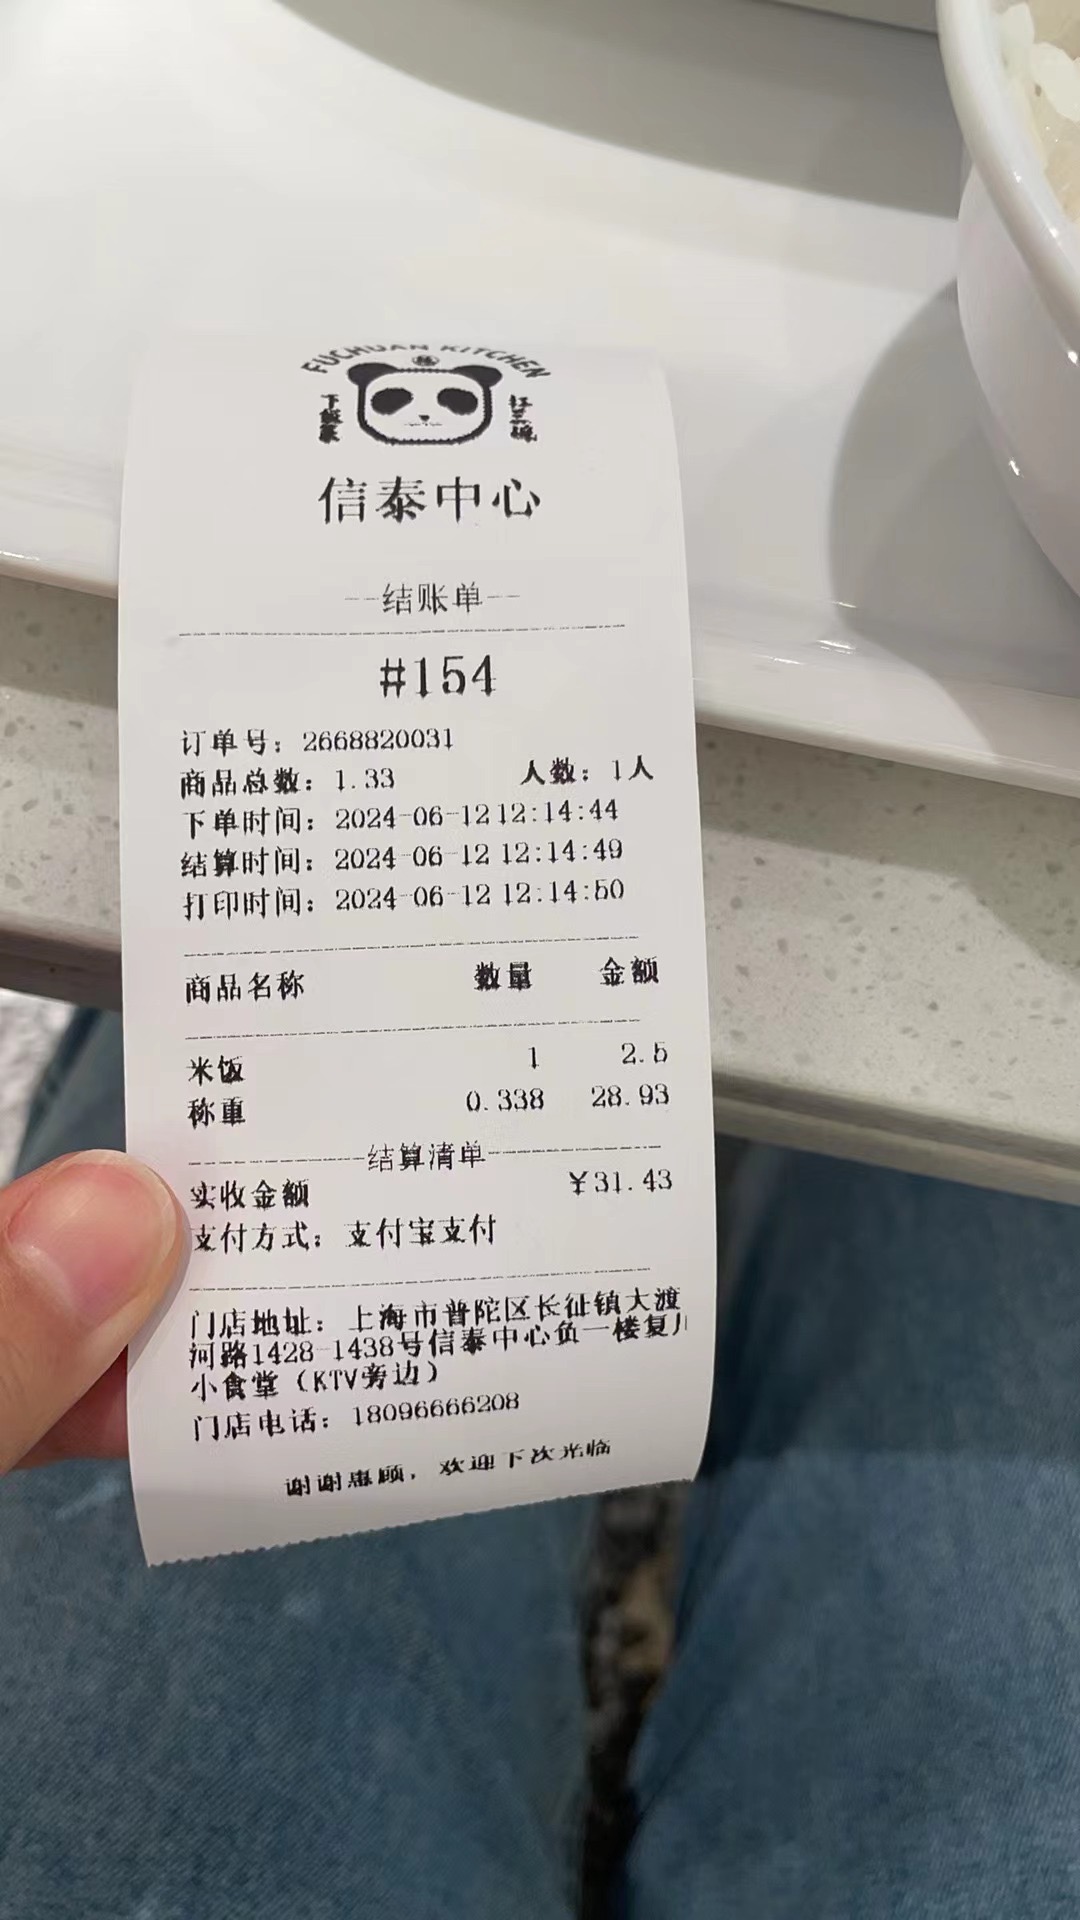 FUCHUAN KITCHEN
下饭菜
扛三碗
信泰中心
---结账单---
#154
订单号：2668820031
商品总数：1.33 人数：1人
下单时间：2024-06-12 12:14:44
结算时间：2024-06-12 12:14:49
打印时间：2024-06-12 12:14:50
商品名称 数量 金额
米饭 1 2.5
称重 0.338 28.93
结算清单
实收金额 ¥31.43
支付方式：支付宝支付
门店地址：上海市普陀区长征镇大渡
河路1428-1438号信泰中心负一楼复川
小食堂（KTV旁边）
门店电话：18096666208
谢谢惠顾，欢迎下次光临